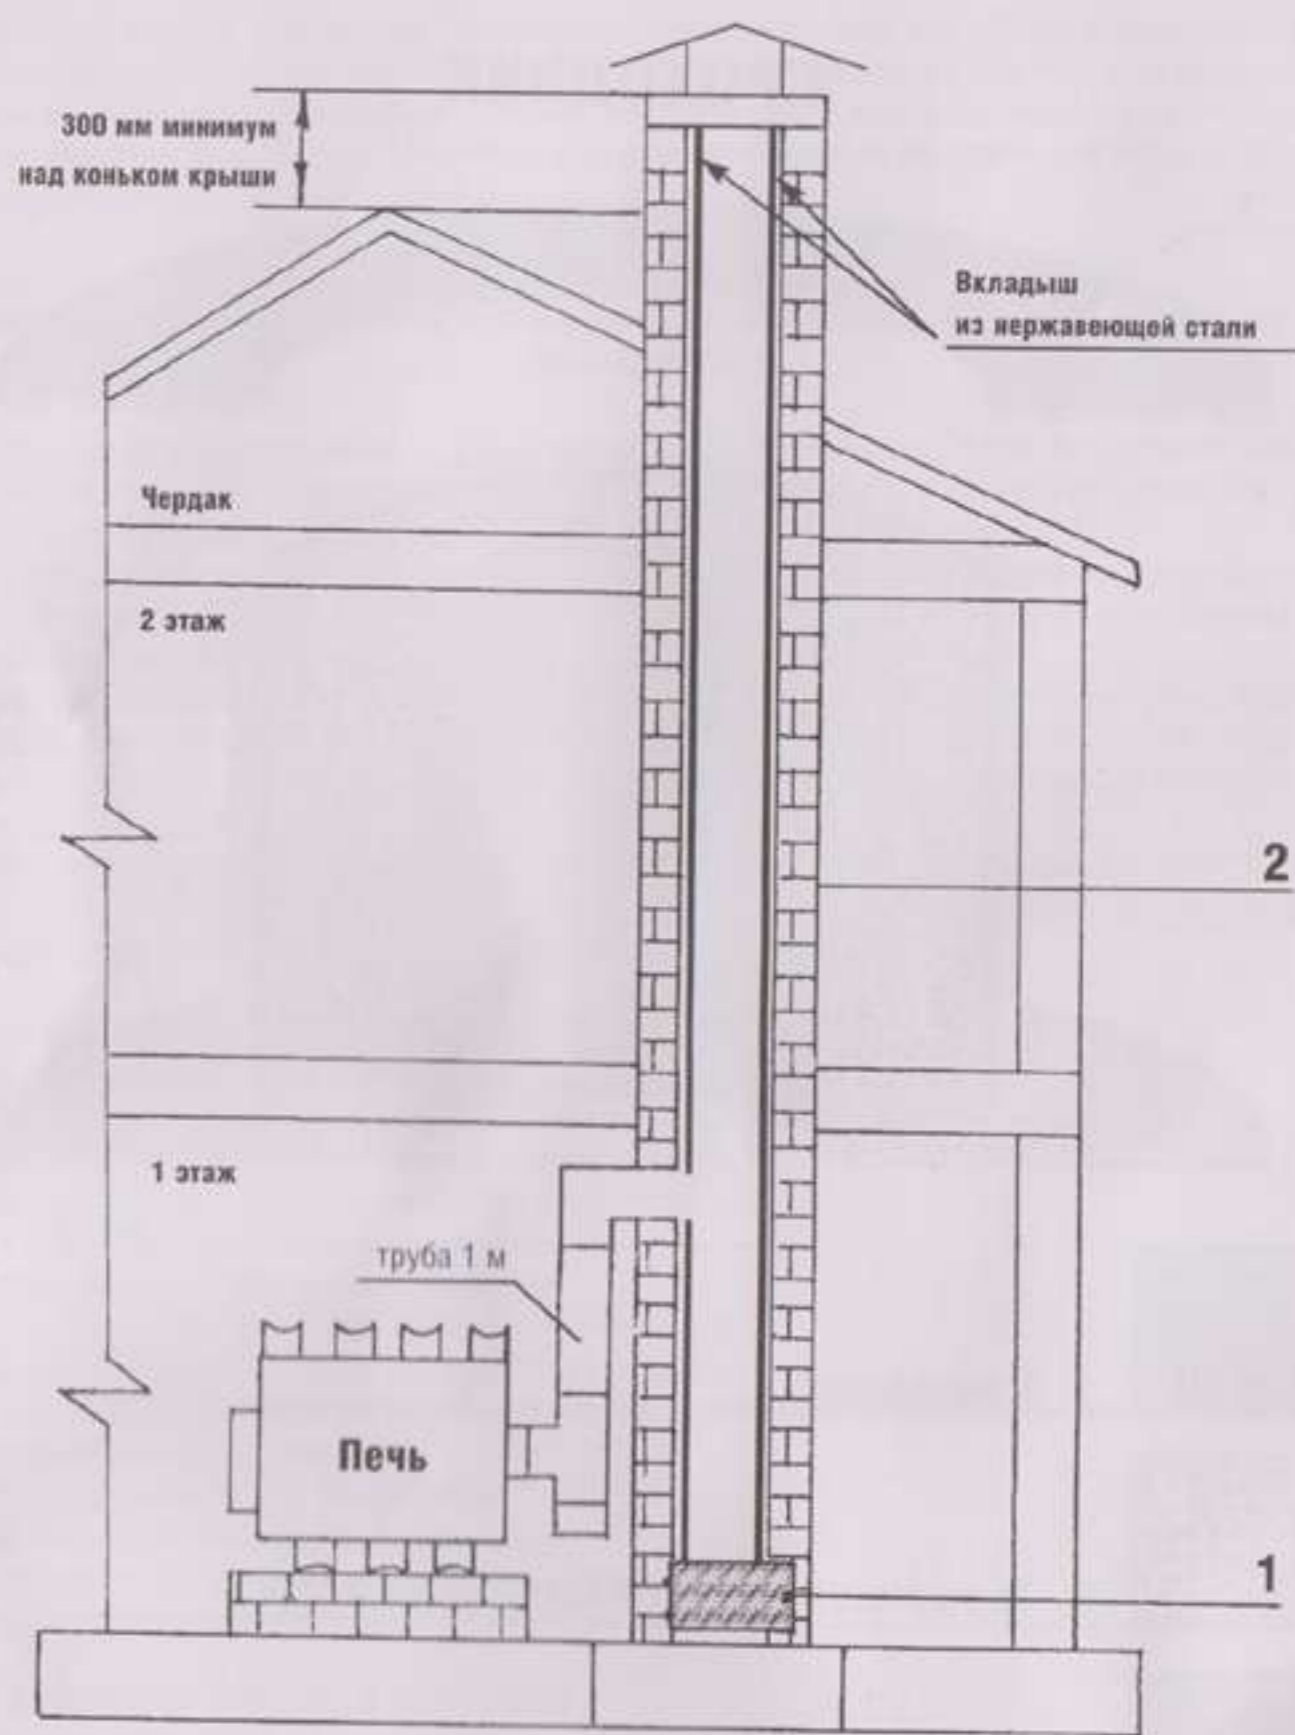 300 мм минимум
над коньком крыши
Вкладыш
из нержавеющей стали
Чердак
2 этаж
2
1 этаж
труба 1 м
Печь
1